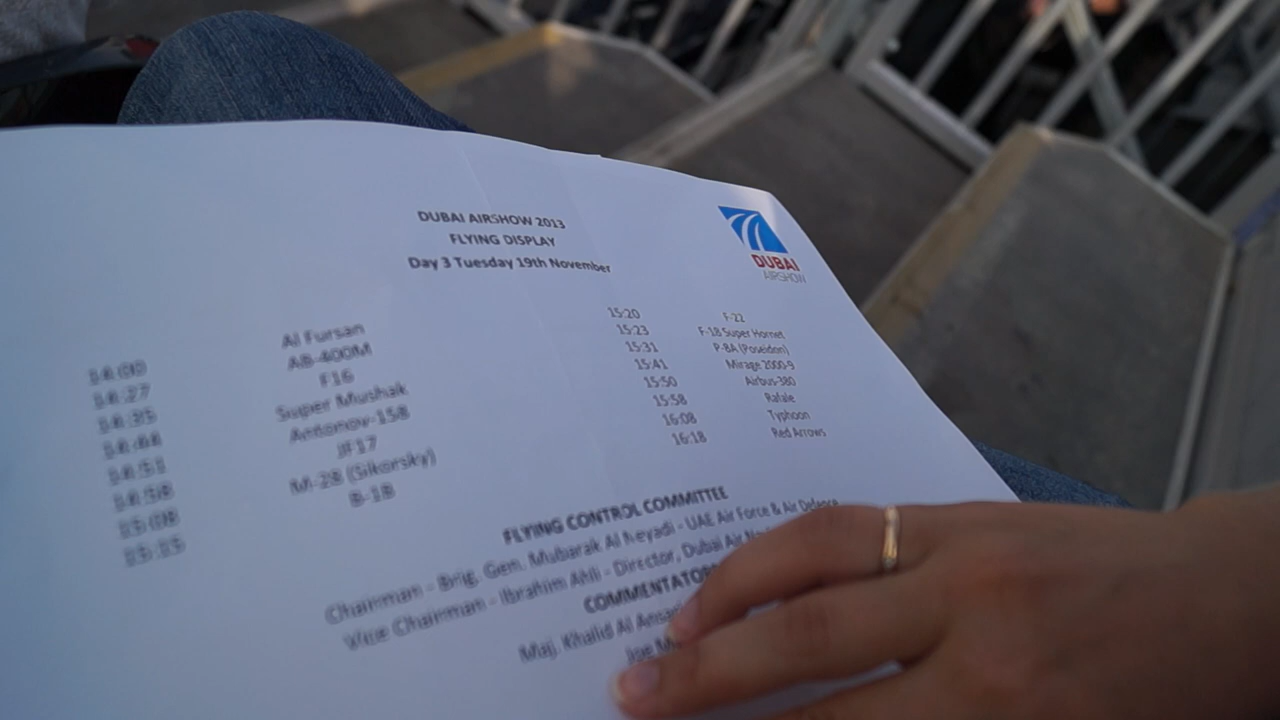 DUBAI AIRSHOW 2013
FLYING DISPLAY
Day 3 Tuesday 19th November
DUBAI
AIRSHOW
14:00 Al Fursan
14:27 A8-400M
14:35 F16
14:44 Super Mushak
14:51 Antonov-158
14:58 JF17
15:08 M-28 (Sikorsky)
15:15 B-1B
15:20 F-22
15:23 F-18 Super Hornet
15:31 P-8A (Poseidon)
15:41 Mirage 2000-9
15:50 Airbus-380
15:58 Rafale
16:08 Typhoon
16:18 Red Arrows
FLYING CONTROL COMMITTEE
Chairman - Brig. Gem. Mubarak Al Neyadi - UAE Air Force & Air Defence
Vice Chairman - Ibrahim Ahli - Director, Dubai Air
COMMENTATORS
Maj. Khalid Al Ansari
Joe